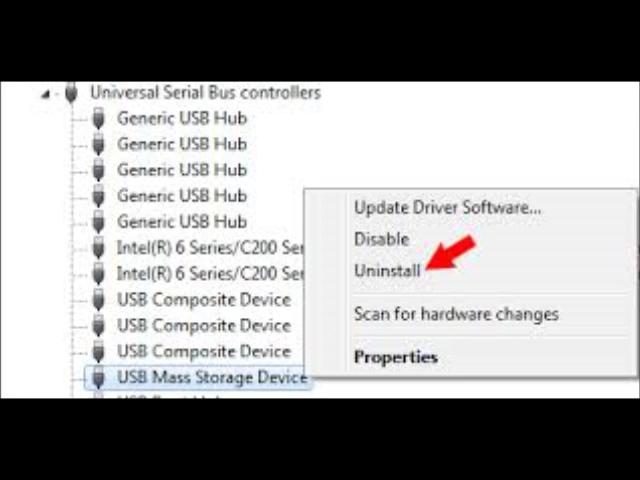 Universal Serial Bus controllers
Generic USB Hub
Generic USB Hub
Generic USB Hub
Generic USB Hub
Generic USB Hub
Intel(R) 6 Series/C200 Ser
Intel(R) 6 Series/C200 Ser
USB Composite Device
USB Composite Device
USB Composite Device
USB Mass Storage Device
Update Driver Software...
Disable
Uninstall
Scan for hardware changes
Properties